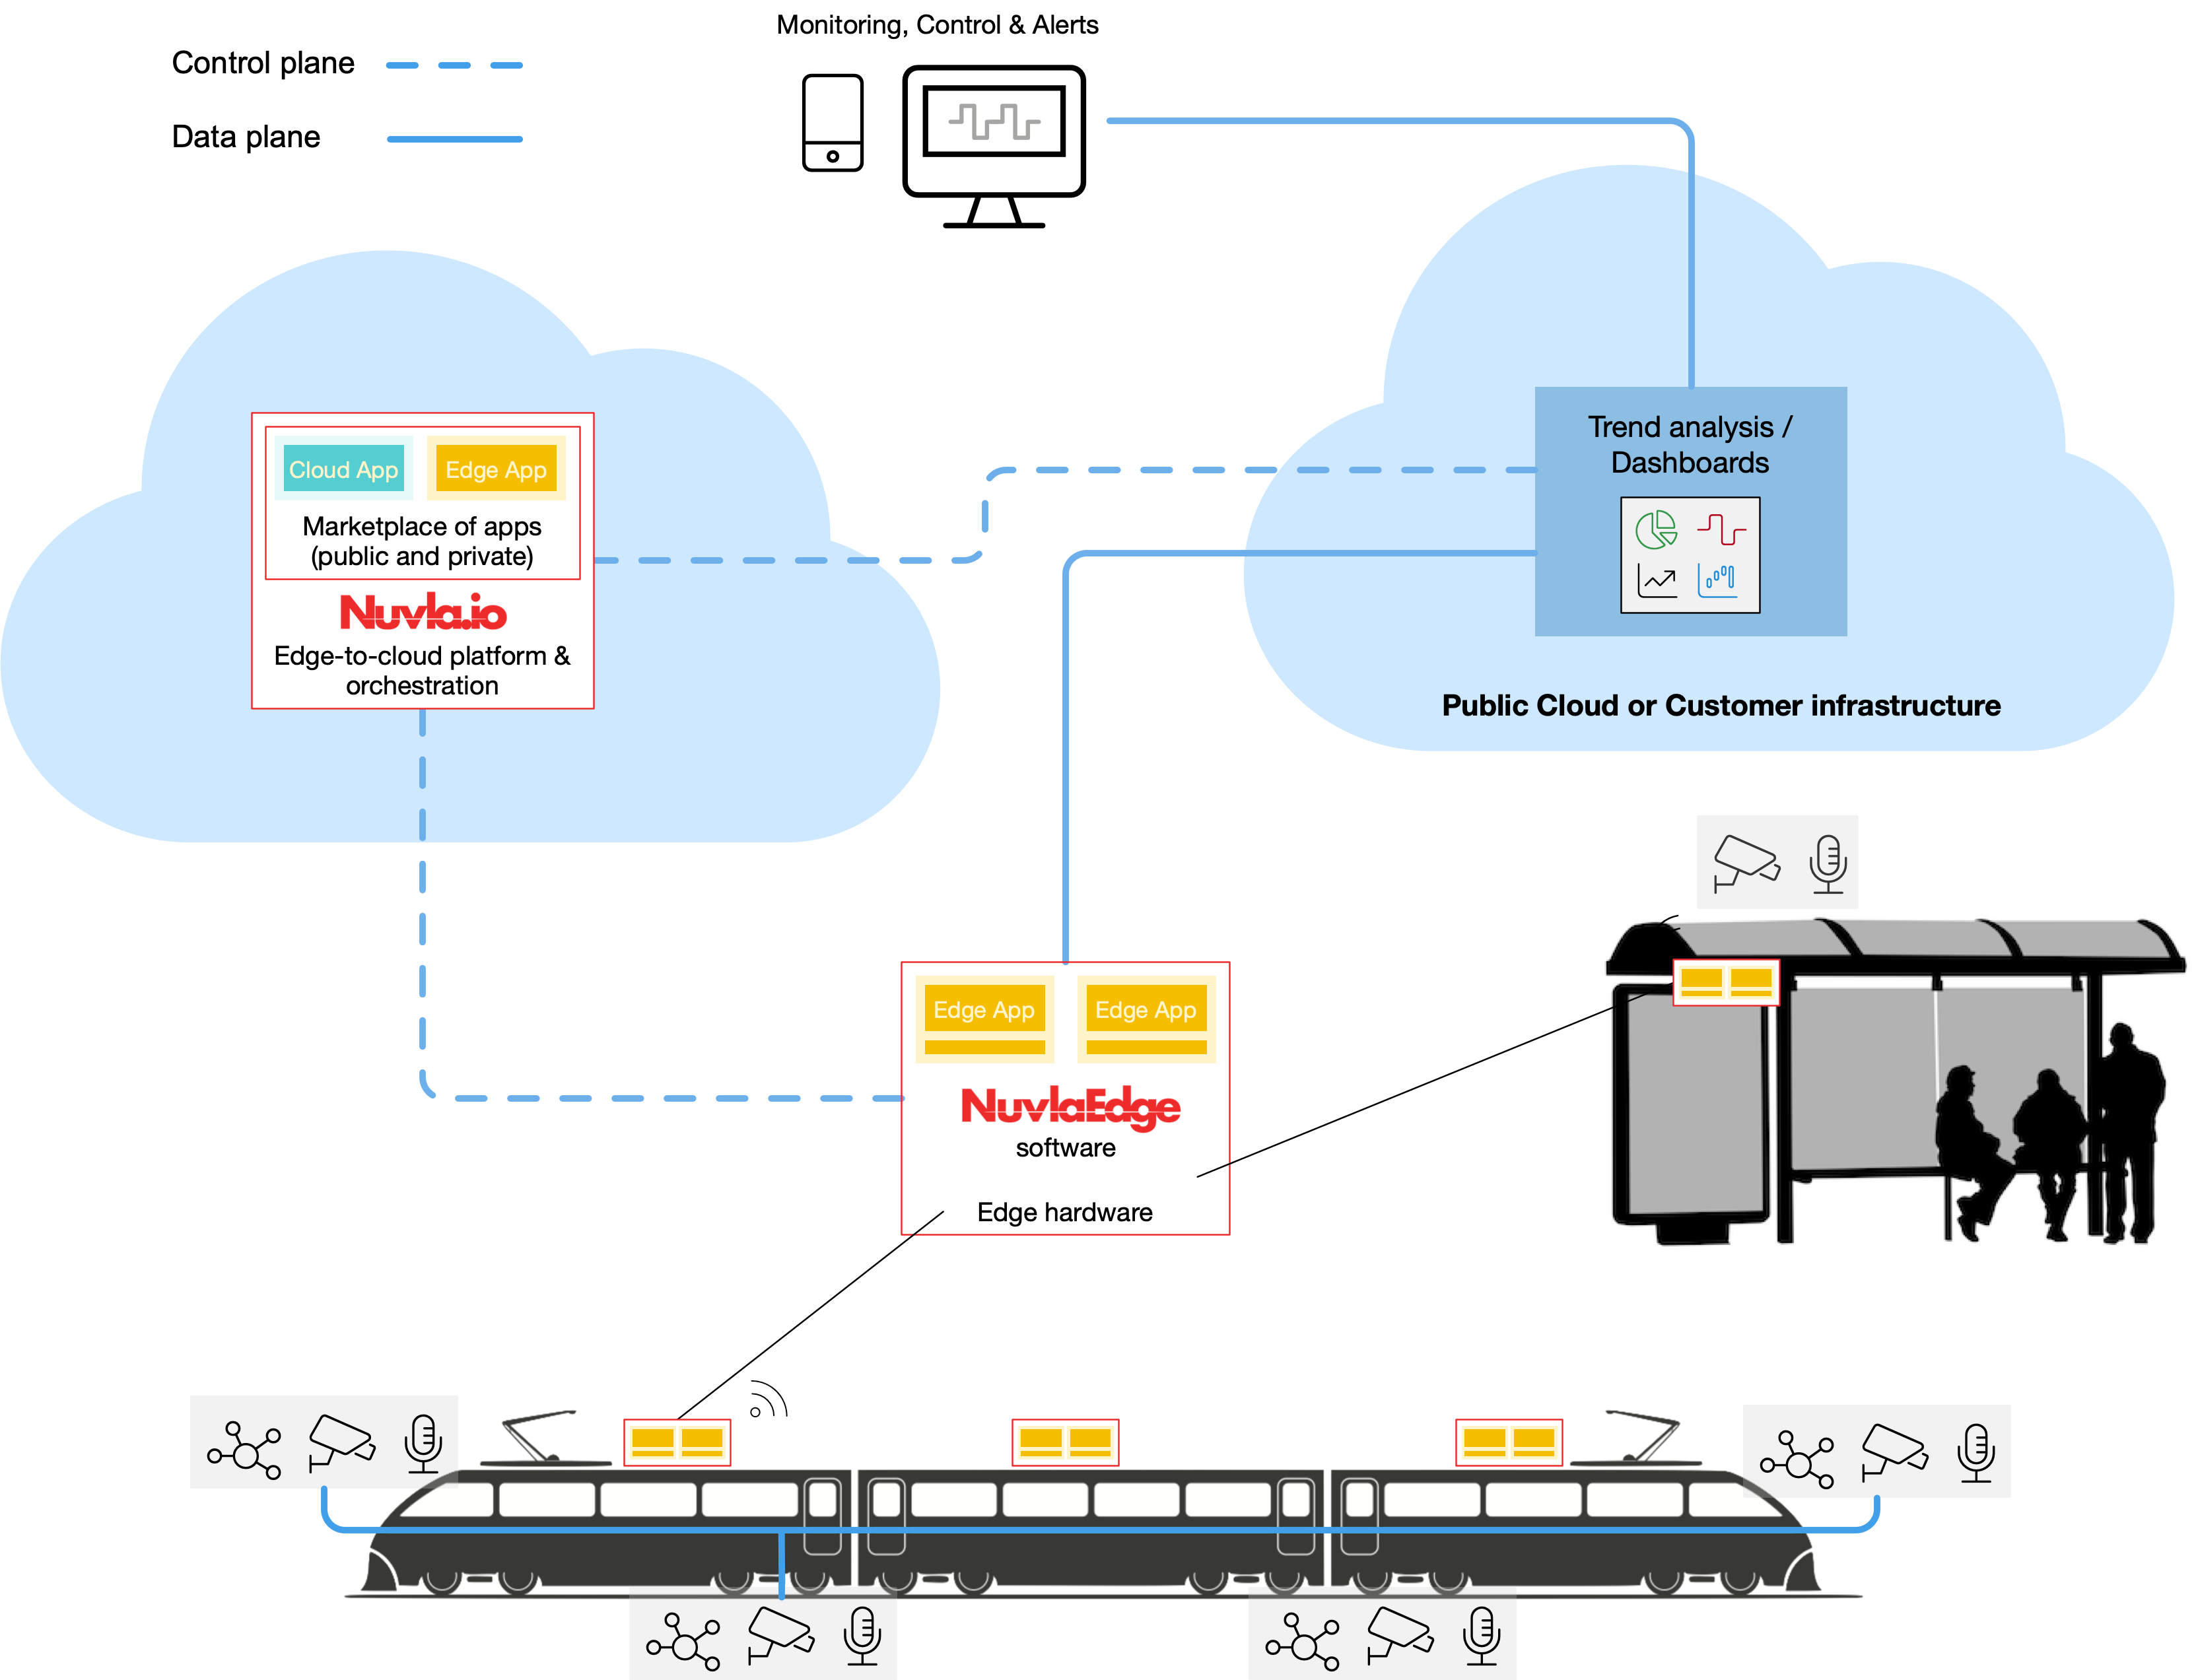 Monitoring, Control & Alerts
Control plane
Data plane
Cloud App
Edge App
Marketplace of apps
(public and private)
Nuvla.io
Edge-to-cloud platform &
orchestration
Trend analysis /
Dashboards
Public Cloud or Customer infrastructure
Edge App
Edge App
NuvlaEdge
software
Edge hardware